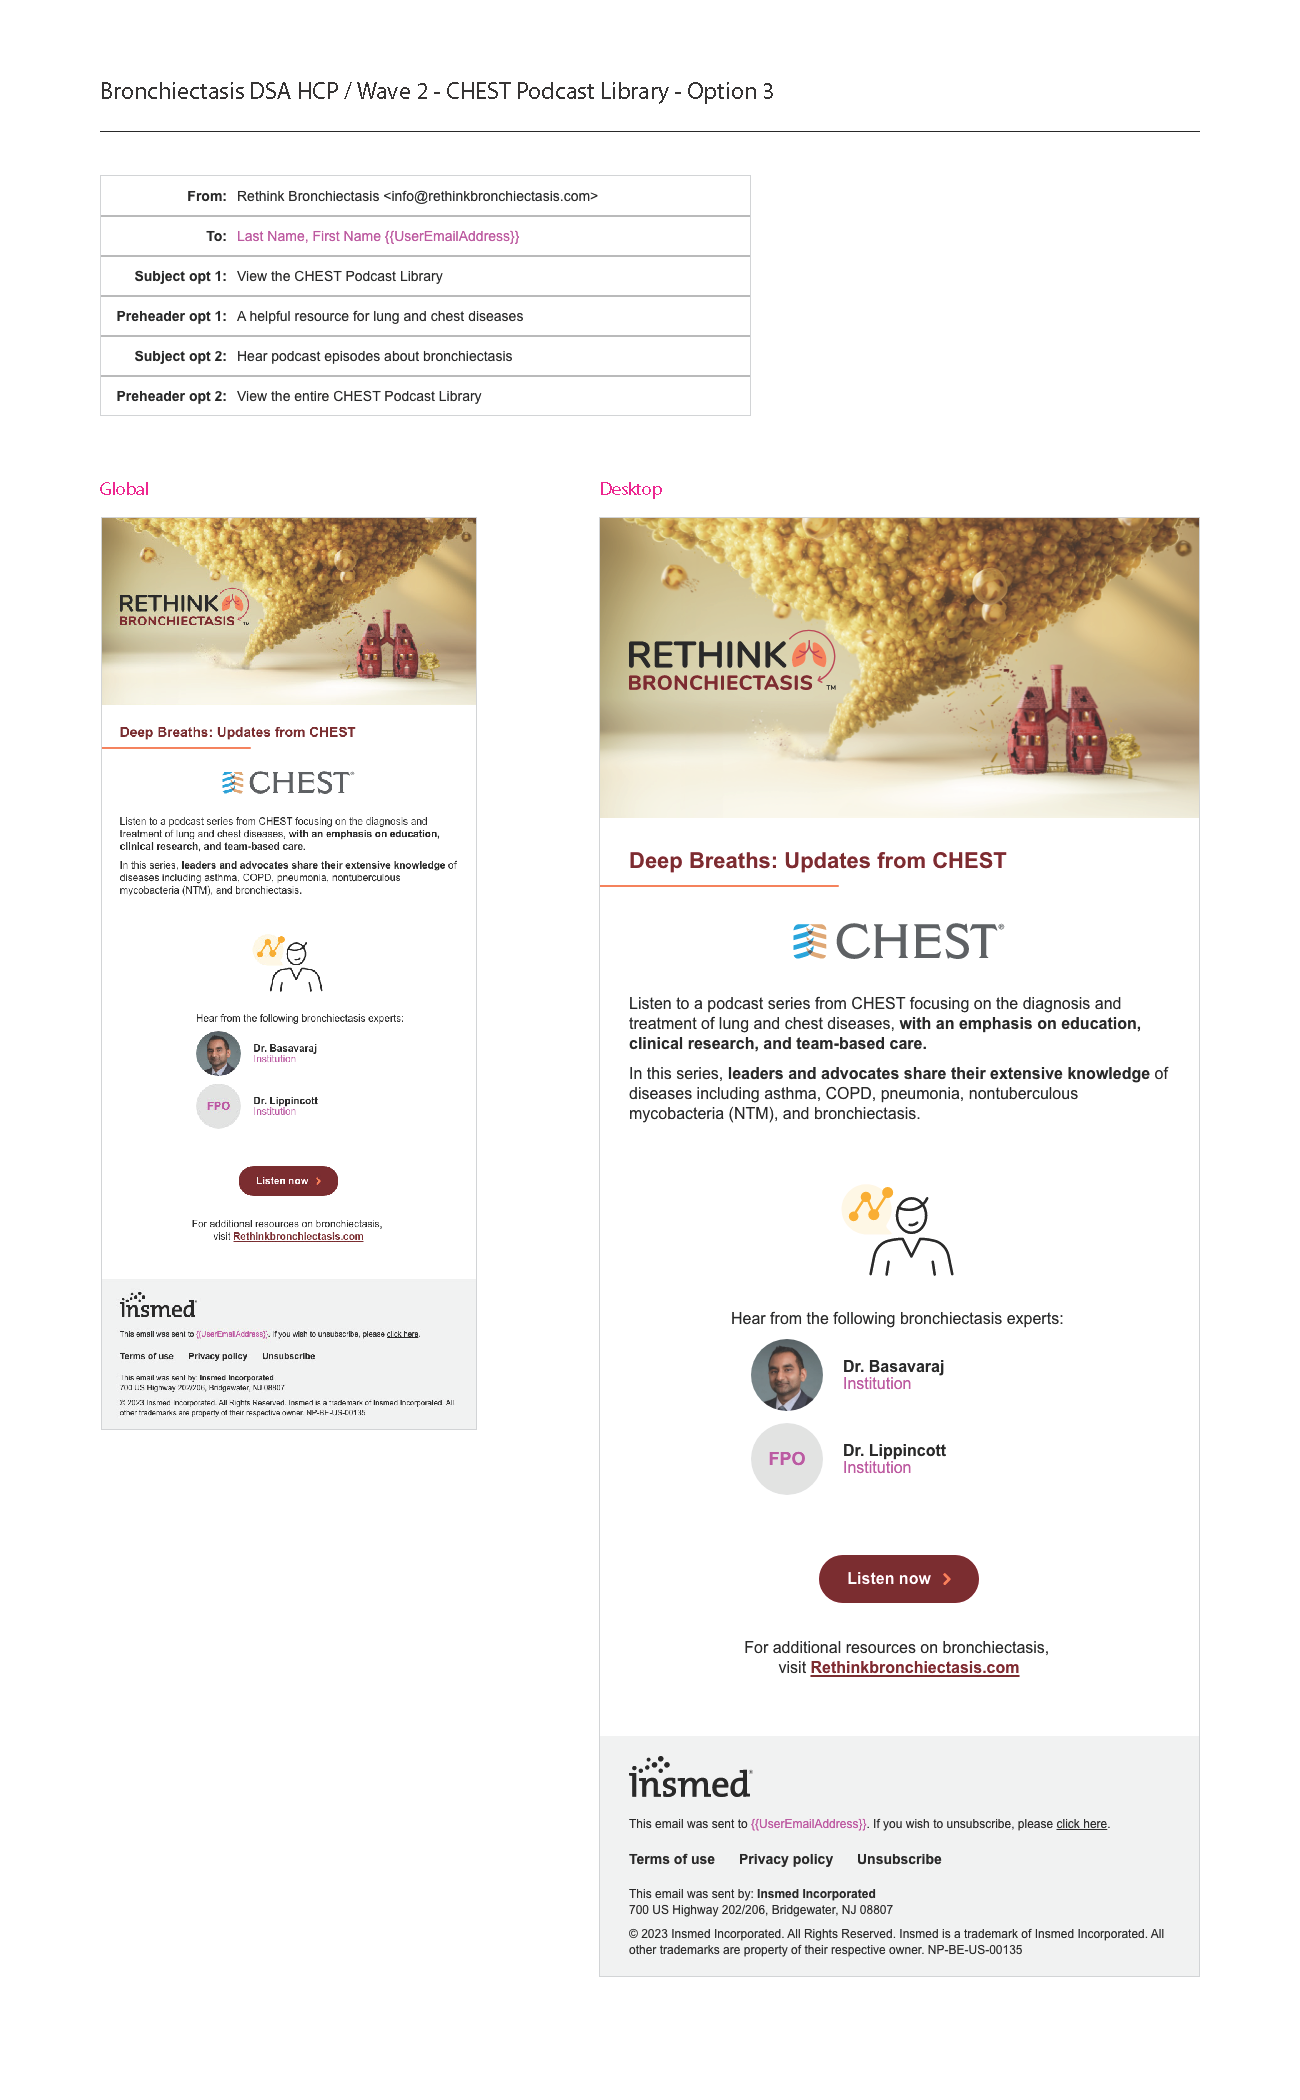 Bronchiectasis DSA HCP / Wave 2 - CHEST Podcast Library - Option 3
From: Rethink Bronchiectasis <info@rethinkbronchiectasis.com>
To: Last Name, First Name {{UserEmailAddress}}
Subject opt 1: View the CHEST Podcast Library
Preheader opt 1: A helpful resource for lung and chest diseases
Subject opt 2: Hear podcast episodes about bronchiectasis
Preheader opt 2: View the entire CHEST Podcast Library
Global
RETHINK
BRONCHIECTASIS ™
Deep Breaths: Updates from CHEST
CHEST®
Listen to a podcast series from CHEST focusing on the diagnosis and
treatment of lung and chest diseases, with an emphasis on education,
clinical research, and team-based care.
In this series, leaders and advocates share their extensive knowledge of
diseases including asthma, COPD, pneumonia, nontuberculous
mycobacteria (NTM), and bronchiectasis.
Hear from the following bronchiectasis experts:
Dr. Basavaraj
Institution
FPO
Dr. Lippincott
Institution
Listen now
For additional resources on bronchiectasis,
visit Rethinkbronchiectasis.com
insmed®
This email was sent to {{UserEmailAddress}}. If you wish to unsubscribe, please click here.
Terms of use Privacy policy Unsubscribe
This email was sent by: Insmed Incorporated
700 US Highway 202/206, Bridgewater, NJ 08807
© 2023 Insmed Incorporated. All Rights Reserved. Insmed is a trademark of Insmed Incorporated. All
other trademarks are property of their respective owner. NP-BE-US-00135
Desktop
RETHINK
BRONCHIECTASIS ™
Deep Breaths: Updates from CHEST
CHEST®
Listen to a podcast series from CHEST focusing on the diagnosis and
treatment of lung and chest diseases, with an emphasis on education,
clinical research, and team-based care.
In this series, leaders and advocates share their extensive knowledge of
diseases including asthma, COPD, pneumonia, nontuberculous
mycobacteria (NTM), and bronchiectasis.
Hear from the following bronchiectasis experts:
Dr. Basavaraj
Institution
FPO
Dr. Lippincott
Institution
Listen now
For additional resources on bronchiectasis,
visit Rethinkbronchiectasis.com
insmed®
This email was sent to {{UserEmailAddress}}. If you wish to unsubscribe, please click here.
Terms of use Privacy policy Unsubscribe
This email was sent by: Insmed Incorporated
700 US Highway 202/206, Bridgewater, NJ 08807
© 2023 Insmed Incorporated. All Rights Reserved. Insmed is a trademark of Insmed Incorporated. All
other trademarks are property of their respective owner. NP-BE-US-00135